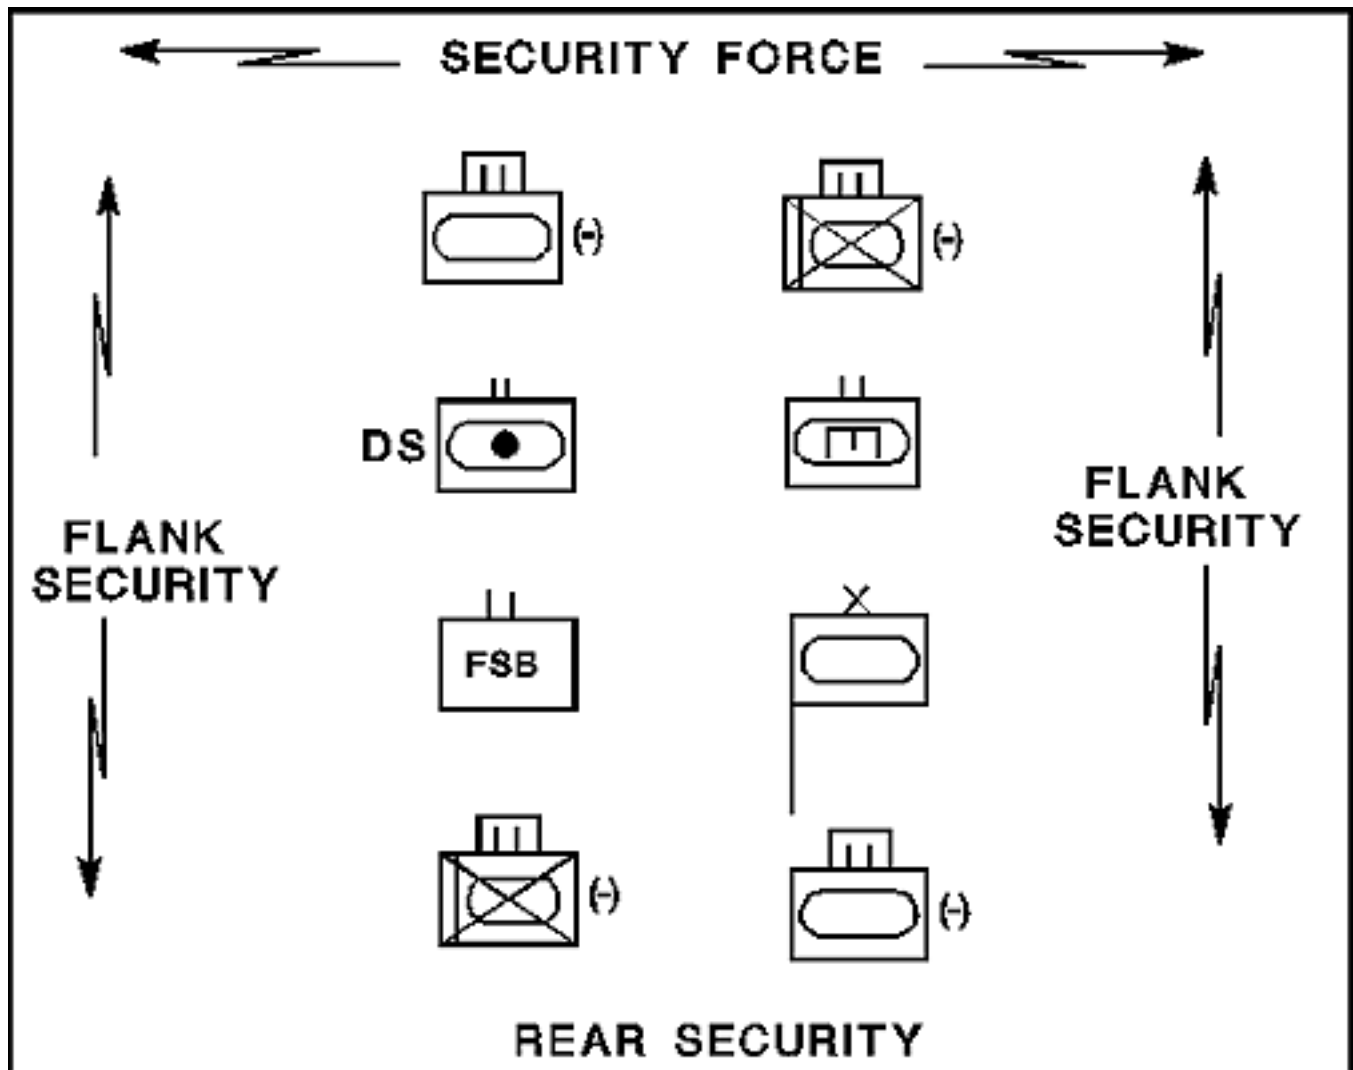 SECURITY FORCE
(-)
(-)
DS
FLANK
SECURITY
FLANK
SECURITY
FSB
(-)
(-)
REAR SECURITY